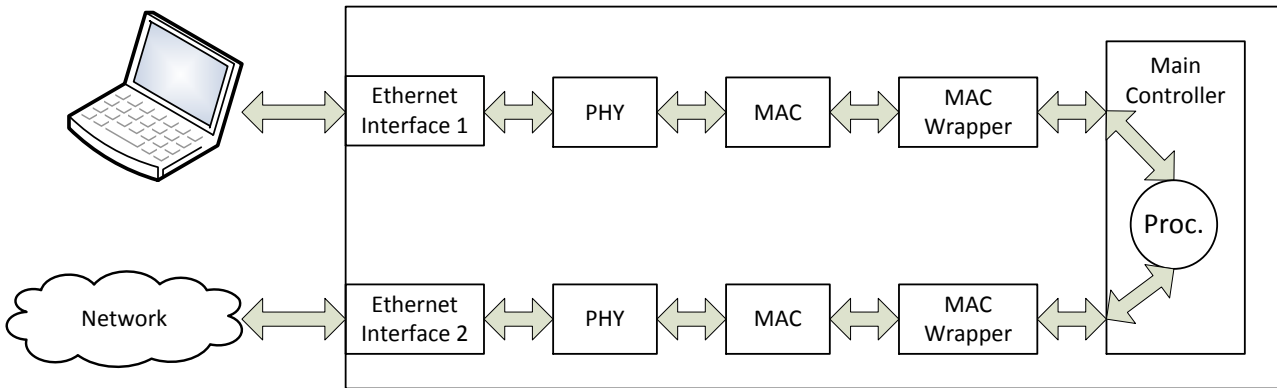 Ethernet
Interface 1
PHY
MAC
MAC
Wrapper
Main
Controller
Proc.
Network
Ethernet
Interface 2
PHY
MAC
MAC
Wrapper